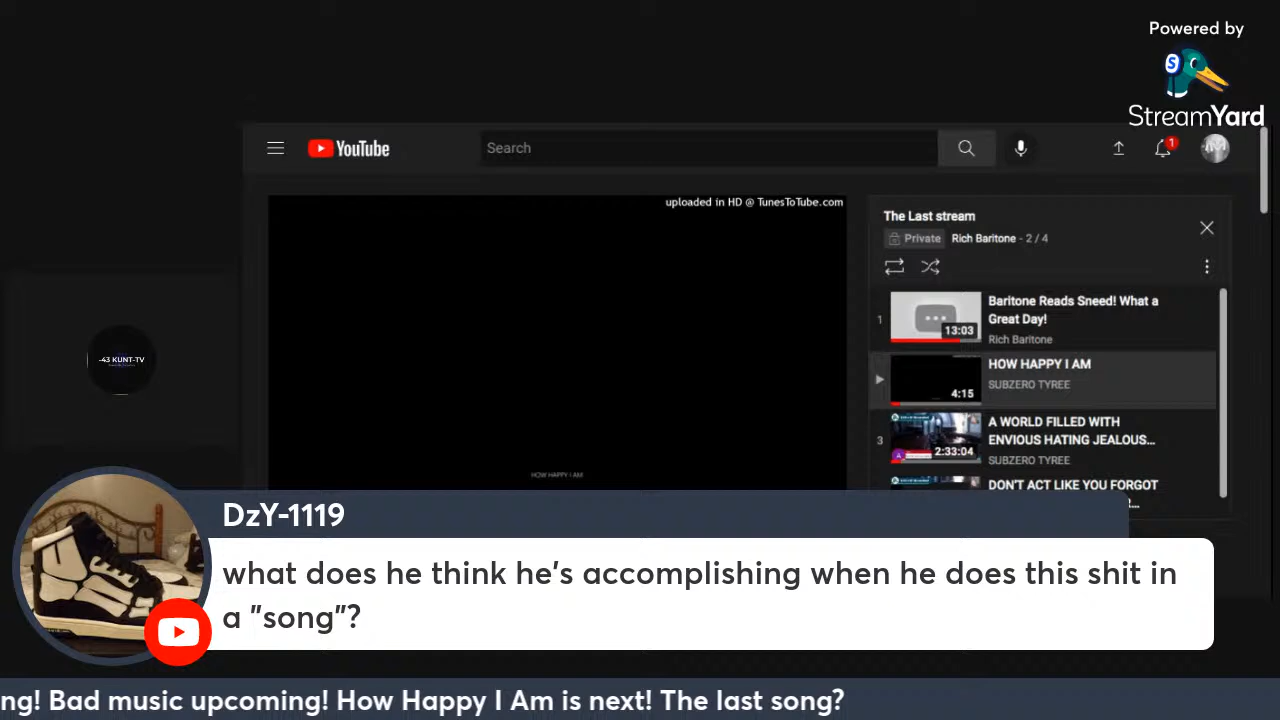 Powered by
StreamYard
YouTube
Search
1
uploaded in HD @ TunesToTube.com
HOW HAPPY I AM
The Last stream
Private
Rich Baritone - 2 / 4
1
13:03
Baritone Reads Sneed! What a
Great Day!
Rich Baritone
4:15
HOW HAPPY I AM
SUBZERO TYREE
3
2:33:04
A WORLD FILLED WITH
ENVIOUS HATING JEALOUS...
SUBZERO TYREE
DON'T ACT LIKE YOU FORGOT
-43 KUNT-TV
DzY-1119
what does he think he's accomplishing when he does this shit in
a "song"?
ng! Bad music upcoming! How Happy I Am is next! The last song?